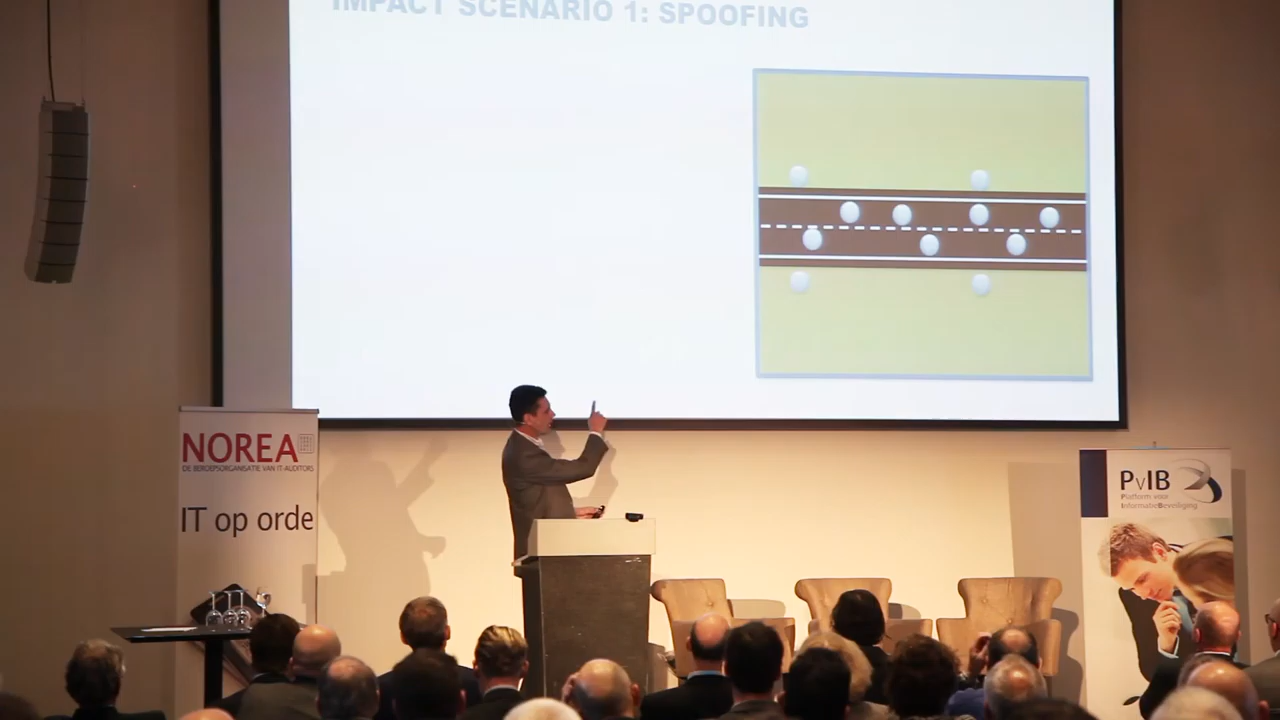 IMPACT SCENARIO 1: SPOOFING
NOREA
DE BEROEPSORGANISATIE VAN IT-AUDITORS
IT op orde
PvIB
Platform voor
InformatieBeveiliging